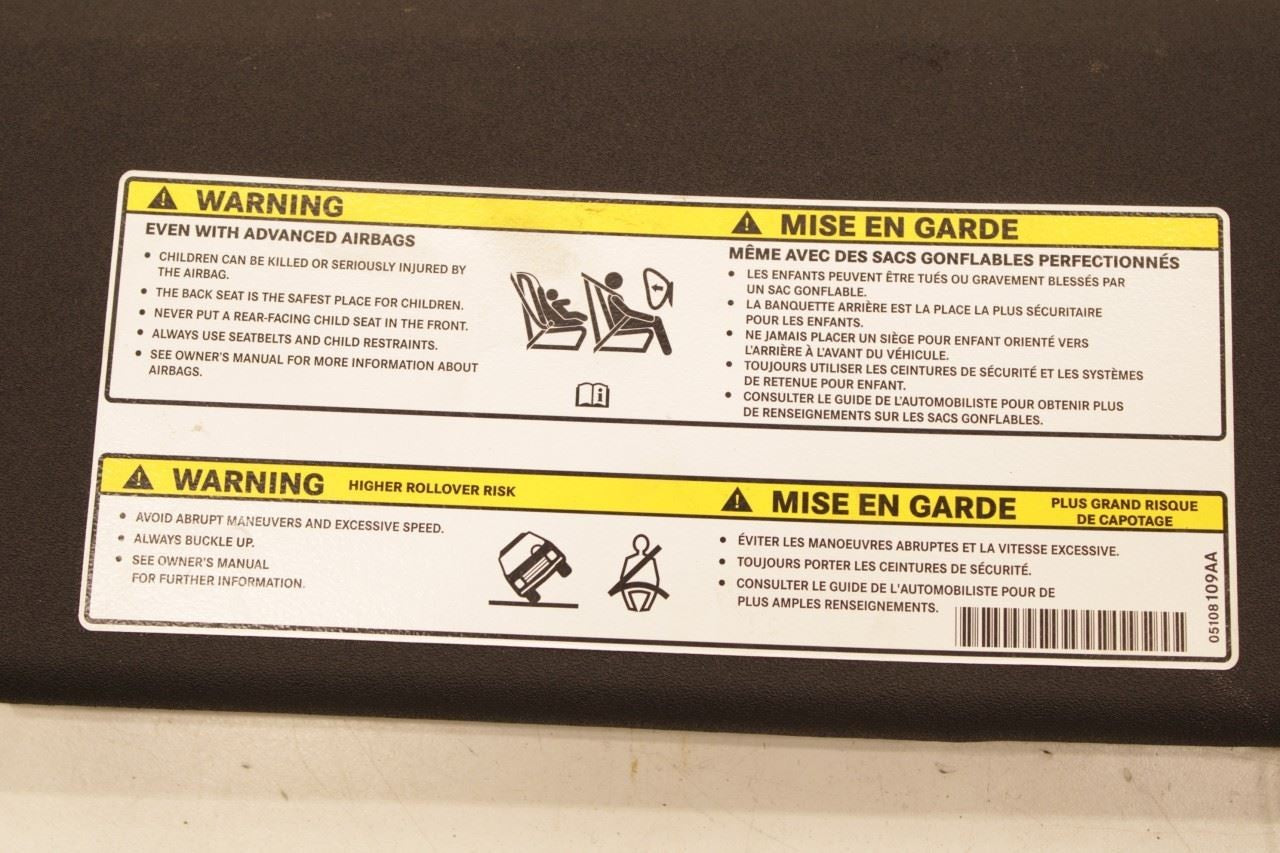 WARNING
EVEN WITH ADVANCED AIRBAGS
• CHILDREN CAN BE KILLED OR SERIOUSLY INJURED BY
THE AIRBAG.
• THE BACK SEAT IS THE SAFEST PLACE FOR CHILDREN.
• NEVER PUT A REAR-FACING CHILD SEAT IN THE FRONT.
• ALWAYS USE SEATBELTS AND CHILD RESTRAINTS.
• SEE OWNER'S MANUAL FOR MORE INFORMATION ABOUT
AIRBAGS.
MISE EN GARDE
MÊME AVEC DES SACS GONFLABLES PERFECTIONNÉS
• LES ENFANTS PEUVENT ÊTRE TUÉS OU GRAVEMENT BLESSÉS PAR
UN SAC GONFLABLE.
• LA BANQUETTE ARRIÈRE EST LA PLACE LA PLUS SÉCURITAIRE
POUR LES ENFANTS.
• NE JAMAIS PLACER UN SIÈGE POUR ENFANT ORIENTÉ VERS
L'ARRIÈRE À L'AVANT DU VÉHICULE.
• TOUJOURS UTILISER LES CEINTURES DE SÉCURITÉ ET LES SYSTÈMES
DE RETENUE POUR ENFANT.
• CONSULTER LE GUIDE DE L'AUTOMOBILISTE POUR OBTENIR PLUS
DE RENSEIGNEMENTS SUR LES SACS GONFLABLES.
WARNING HIGHER ROLLOVER RISK
• AVOID ABRUPT MANEUVERS AND EXCESSIVE SPEED.
• ALWAYS BUCKLE UP.
• SEE OWNER'S MANUAL
FOR FURTHER INFORMATION.
MISE EN GARDE PLUS GRAND RISQUE
DE CAPOTAGE
• ÉVITER LES MANOEUVRES ABRUPTES ET LA VITESSE EXCESSIVE.
• TOUJOURS PORTER LES CEINTURES DE SÉCURITÉ.
• CONSULTER LE GUIDE DE L'AUTOMOBILISTE POUR DE
PLUS AMPLES RENSEIGNEMENTS.
05108109AA